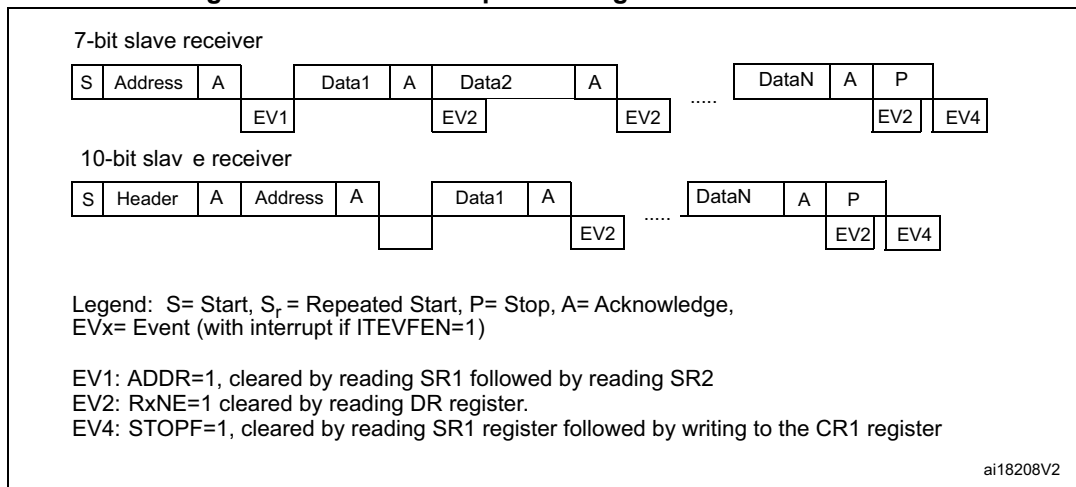 7-bit slave receiver
S Address A Data1 A Data2 A ..... DataN A P
EV1 EV2 EV2 EV2 EV4
10-bit slav e receiver
S Header A Address A Data1 A ..... DataN A P
EV2 EV2 EV4
Legend: S= Start, Sr = Repeated Start, P= Stop, A= Acknowledge,
EVx= Event (with interrupt if ITEVFEN=1)
EV1: ADDR=1, cleared by reading SR1 followed by reading SR2
EV2: RxNE=1 cleared by reading DR register.
EV4: STOPF=1, cleared by reading SR1 register followed by writing to the CR1 register
ai18208V2